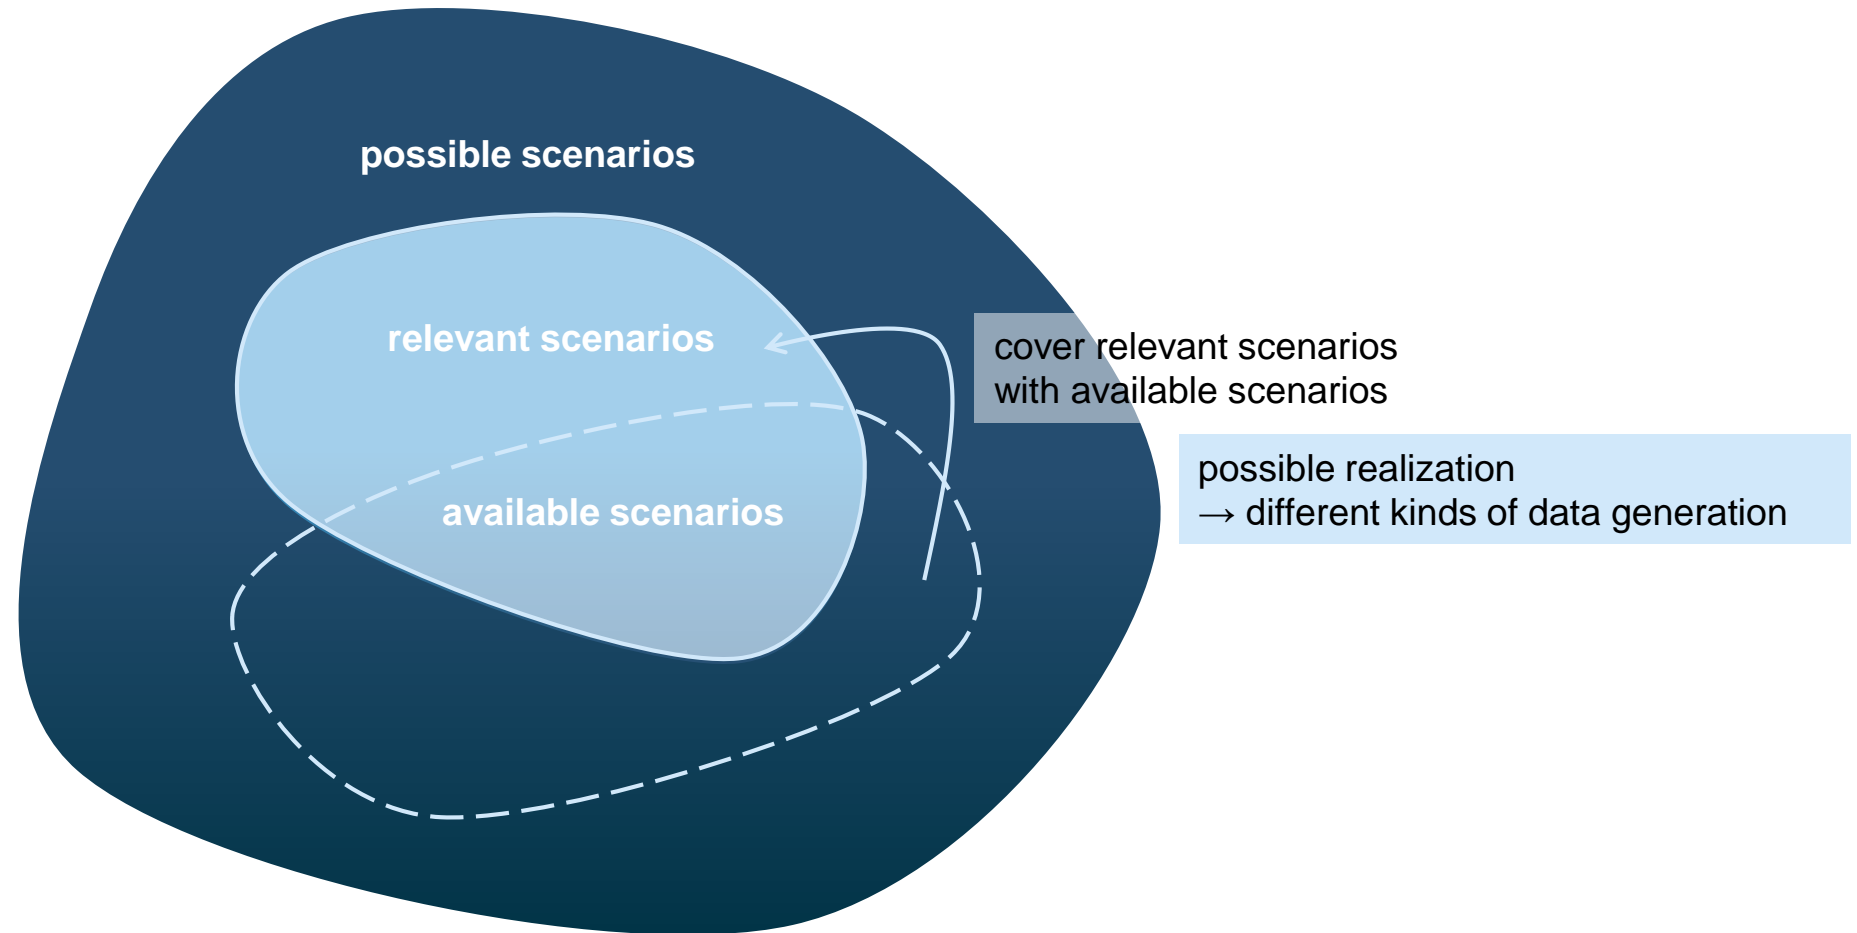 possible scenarios
relevant scenarios
cover relevant scenarios
with available scenarios
possible realization
→ different kinds of data generation
available scenarios